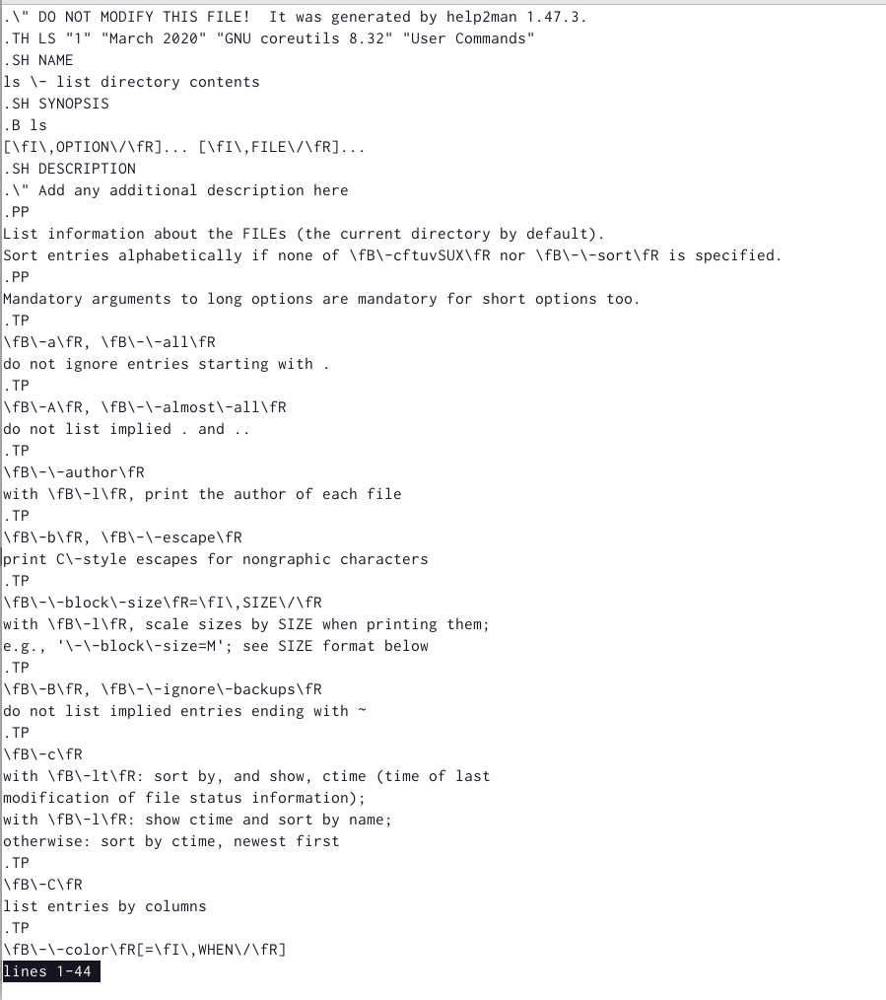 .\" DO NOT MODIFY THIS FILE!  It was generated by help2man 1.47.3.
.TH LS "1" "March 2020" "GNU coreutils 8.32" "User Commands"
.SH NAME
ls \- list directory contents
.SH SYNOPSIS
.B ls
[\fI\,OPTION\/\fR]... [\fI\,FILE\/\fR]...
.SH DESCRIPTION
.\" Add any additional description here
.PP
List information about the FILEs (the current directory by default).
Sort entries alphabetically if none of \fB\-cftuvSUX\fR nor \fB\-\-sort\fR is specified.
.PP
Mandatory arguments to long options are mandatory for short options too.
.TP
\fB\-a\fR, \fB\-\-all\fR
do not ignore entries starting with .
.TP
\fB\-A\fR, \fB\-\-almost\-all\fR
do not list implied . and ..
.TP
\fB\-\-author\fR
with \fB\-l\fR, print the author of each file
.TP
\fB\-b\fR, \fB\-\-escape\fR
print C\-style escapes for nongraphic characters
.TP
\fB\-\-block\-size\fR=\fI\,SIZE\/\fR
with \fB\-l\fR, scale sizes by SIZE when printing them;
e.g., '\-\-block\-size=M'; see SIZE format below
.TP
\fB\-B\fR, \fB\-\-ignore\-backups\fR
do not list implied entries ending with ~
.TP
\fB\-c\fR
with \fB\-lt\fR: sort by, and show, ctime (time of last
modification of file status information);
with \fB\-l\fR: show ctime and sort by name;
otherwise: sort by ctime, newest first
.TP
\fB\-C\fR
list entries by columns
.TP
\fB\-\-color\fR[=\fI\,WHEN\/\fR]
lines 1-44